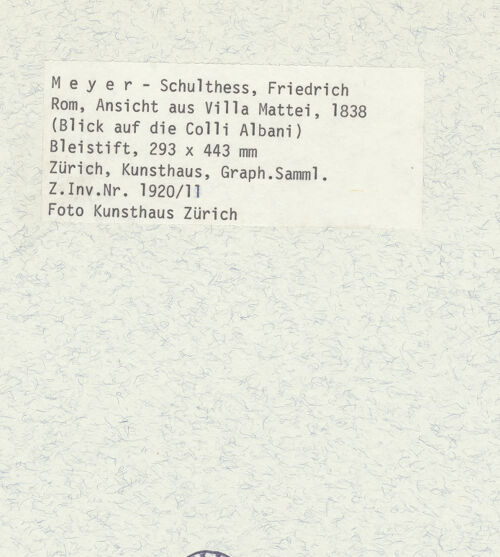 M e y e r - Schulthess, Friedrich
Rom, Ansicht aus Villa Mattei, 1838
(Blick auf die Colli Albani)
Bleistift, 293 x 443 mm
Zürich, Kunsthaus, Graph.Samml.
Z.Inv.Nr. 1920/11
Foto Kunsthaus Zürich